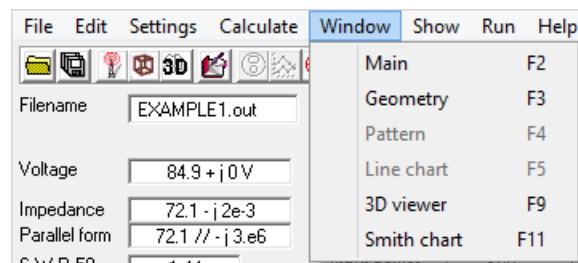 File Edit Settings Calculate Window Show Run Help
3D
Filename EXAMPLE1.out
Voltage 84.9 + j 0 V
Impedance 72.1 - j 2e-3
Parallel form 72.1 // - j 3.e6
Main F2
Geometry F3
Pattern F4
Line chart F5
3D viewer F9
Smith chart F11